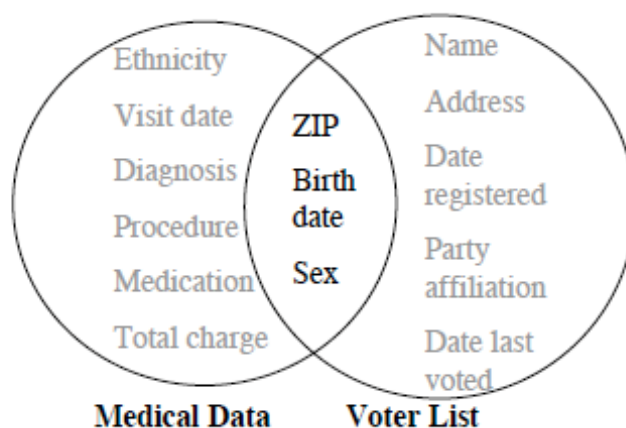 Ethnicity
Visit date
Diagnosis
Procedure
Medication
Total charge
ZIP
Birth
date
Sex
Name
Address
Date
registered
Party
affiliation
Date last
voted
Medical Data
Voter List